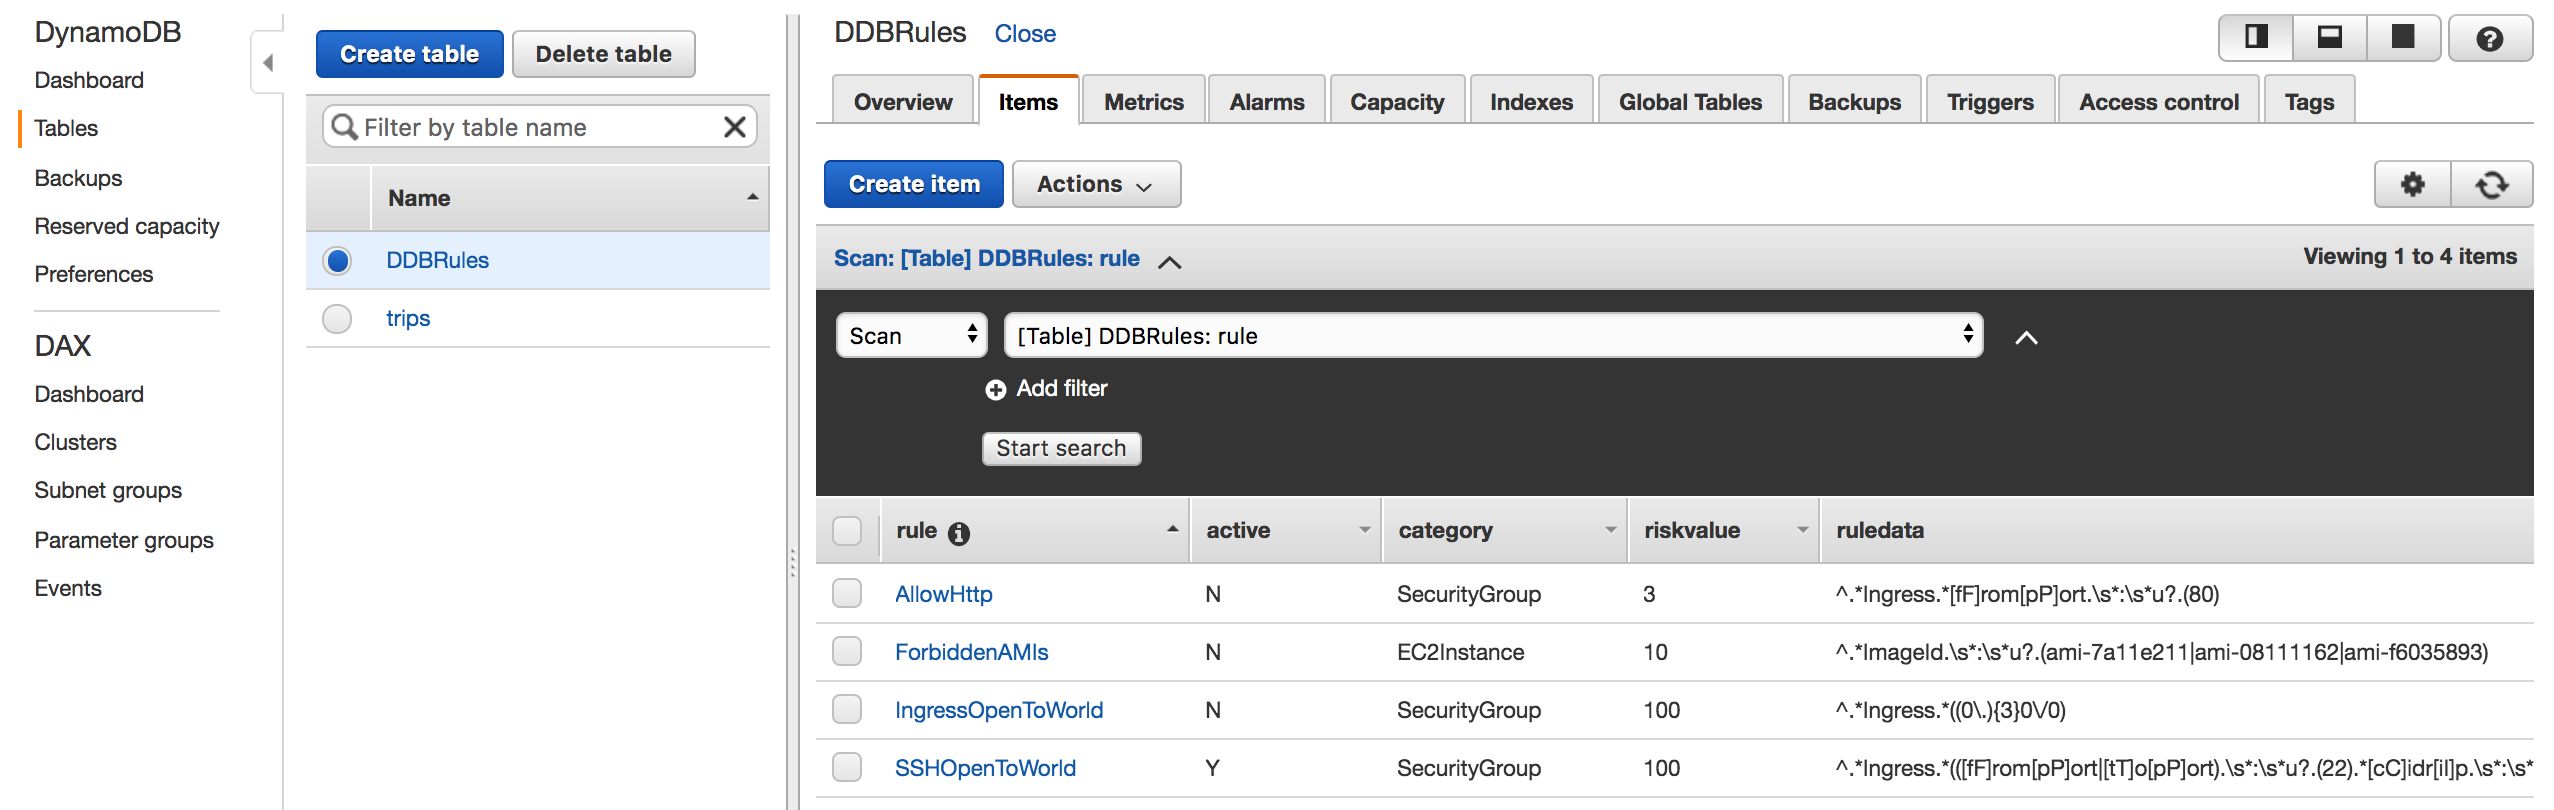 DynamoDB
Dashboard
Tables
Backups
Reserved capacity
Preferences
DAX
Dashboard
Clusters
Subnet groups
Parameter groups
Events
Create table Delete table
Filter by table name
Name
DDBRules
trips
DDBRules Close
Overview Items Metrics Alarms Capacity Indexes Global Tables Backups Triggers Access control Tags
Create item Actions
Scan: [Table] DDBRules: rule Viewing 1 to 4 items
Scan [Table] DDBRules: rule
Add filter
Start search
rule active category riskvalue ruledata
AllowHttp N SecurityGroup 3 ^.*Ingress.*[fF]rom[pP]ort.\s*:\s*u?.(80)
ForbiddenAMIs N EC2Instance 10 ^.*ImageId.\s*:\s*u?.(ami-7a11e211|ami-08111162|ami-f6035893)
IngressOpenToWorld N SecurityGroup 100 ^.*Ingress.*((0\.){3}0\/0)
SSHOpenToWorld Y SecurityGroup 100 ^.*Ingress.*(([fF]rom[pP]ort|[tT]o[pP]ort).\s*:\s*u?.(22).*[cC]idr[iI]p.\s*:\s*